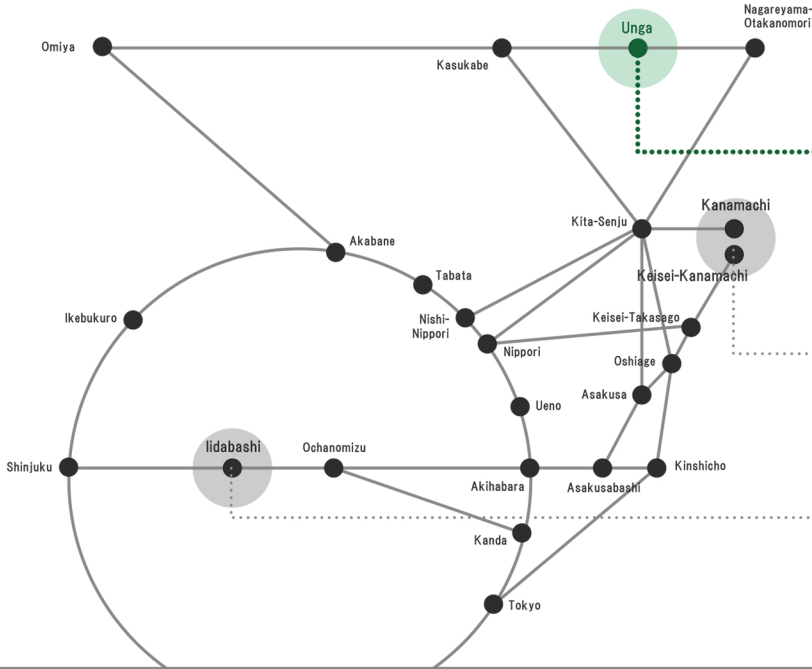 Nagareyama-
Otakanomori
Unga
Omiya
Kasukabe
Kanamachi
Kita-Senju
Akabane
Keisei-Kanamachi
Tabata
Ikebukuro
Nishi-
Nippori
Keisei-Takasago
Nippori
Oshiage
Asakusa
Ueno
Iidabashi
Ochanomizu
Shinjuku
Kinshicho
Akihabara
Asakusabashi
Kanda
Tokyo